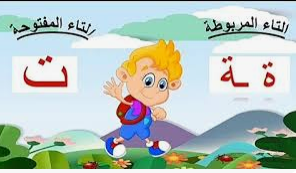 التاء المربوطة
التاء المفتوحة
ة ـة
ت